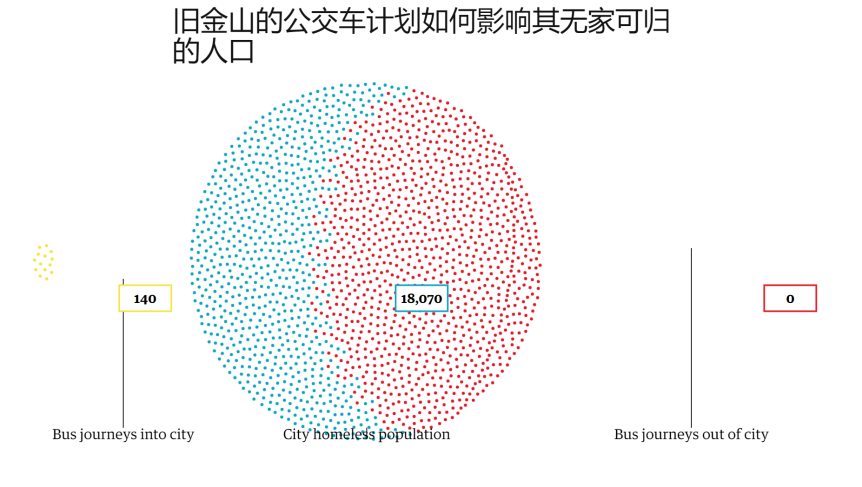 旧金山的公交车计划如何影响其无家可归
的人口
140
18,070
0
Bus journeys into city
City homeless population
Bus journeys out of city